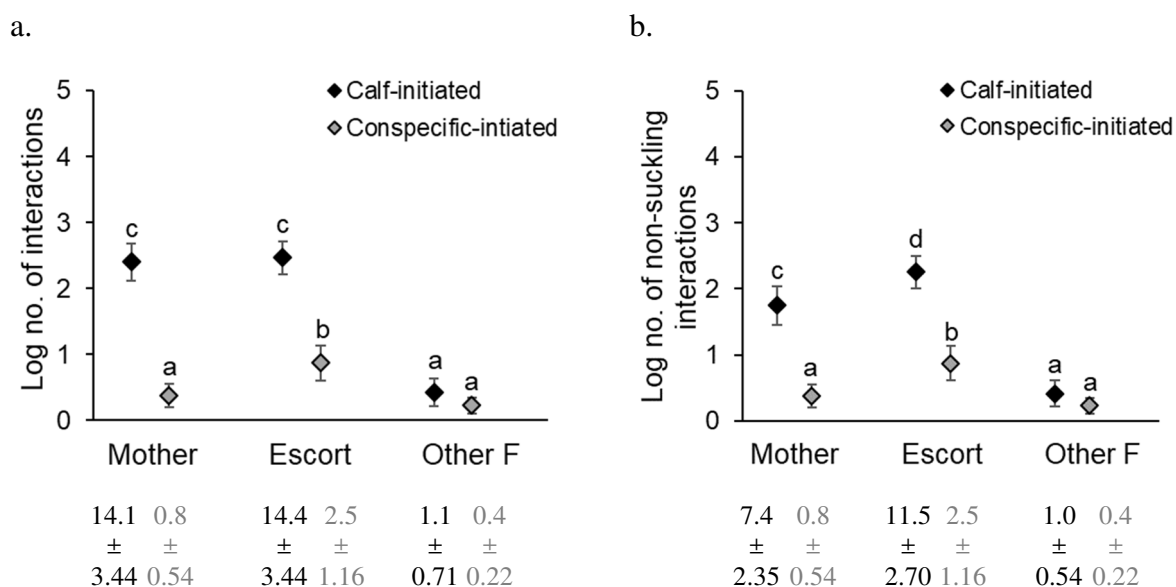 a.
Log no. of interactions
5
4
3
2
1
0
Calf-initiated
Conspecific-intiated
c
a
c
b
a
a
Mother Escort Other F
14.1 0.8 14.4 2.5 1.1 0.4
± ± ± ± ± ±
3.44 0.54 3.44 1.16 0.71 0.22
b.
Log no. of non-suckling
interactions
5
4
3
2
1
0
Calf-initiated
Conspecific-initiated
c
a
d
b
a
a
Mother Escort Other F
7.4 0.8 11.5 2.5 1.0 0.4
± ± ± ± ± ±
2.35 0.54 2.70 1.16 0.54 0.22